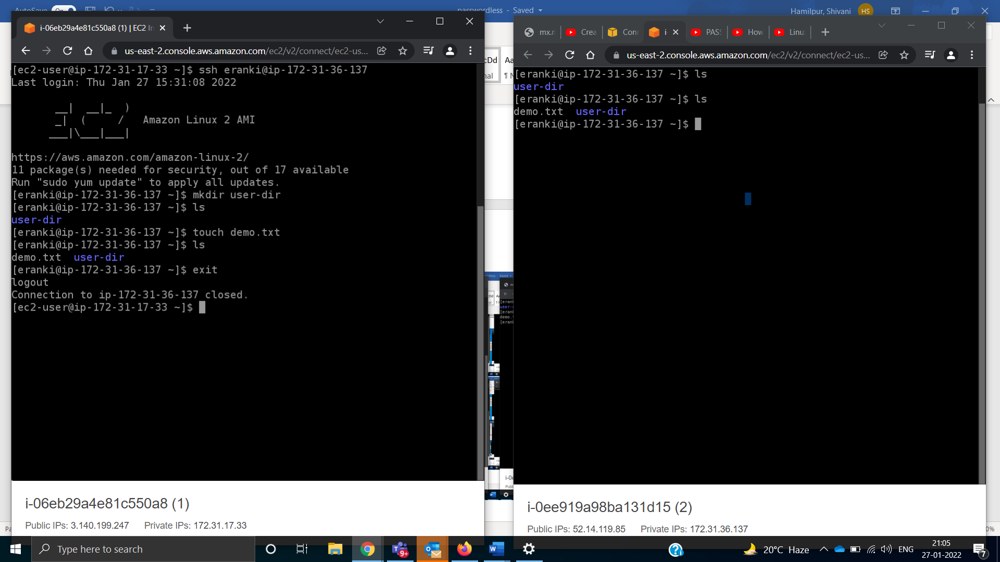 passwordless - Saved
Hamilpur, Shivani
HS
i-06eb29a4e81c550a8 (1) | EC2 In
us-east-2.console.aws.amazon.com/ec2/v2/connect/ec2-us...
[ec2-user@ip-172-31-17-33 ~]$ ssh eranki@ip-172-31-36-137
Last login: Thu Jan 27 15:31:08 2022
__|  __|_  )
_|  (     /   Amazon Linux 2 AMI
___|\___|___|
https://aws.amazon.com/amazon-linux-2/
11 package(s) needed for security, out of 17 available
Run "sudo yum update" to apply all updates.
[eranki@ip-172-31-36-137 ~]$ mkdir user-dir
[eranki@ip-172-31-36-137 ~]$ ls
user-dir
[eranki@ip-172-31-36-137 ~]$ touch demo.txt
[eranki@ip-172-31-36-137 ~]$ ls
demo.txt  user-dir
[eranki@ip-172-31-36-137 ~]$ exit
logout
Connection to ip-172-31-36-137 closed.
[ec2-user@ip-172-31-17-33 ~]$
i-06eb29a4e81c550a8 (1)
Public IPs: 3.140.199.247 Private IPs: 172.31.17.33
mx.n Crea Con i- PASS How Linu
us-east-2.console.aws.amazon.com/ec2/v2/connect/ec2-us...
[eranki@ip-172-31-36-137 ~]$ ls
user-dir
[eranki@ip-172-31-36-137 ~]$ ls
demo.txt  user-dir
[eranki@ip-172-31-36-137 ~]$
i-0ee919a98ba131d15 (2)
Public IPs: 52.14.119.85 Private IPs: 172.31.36.137
Type here to search
9+
20°C Haze
ENG
21:05
27-01-2022
7